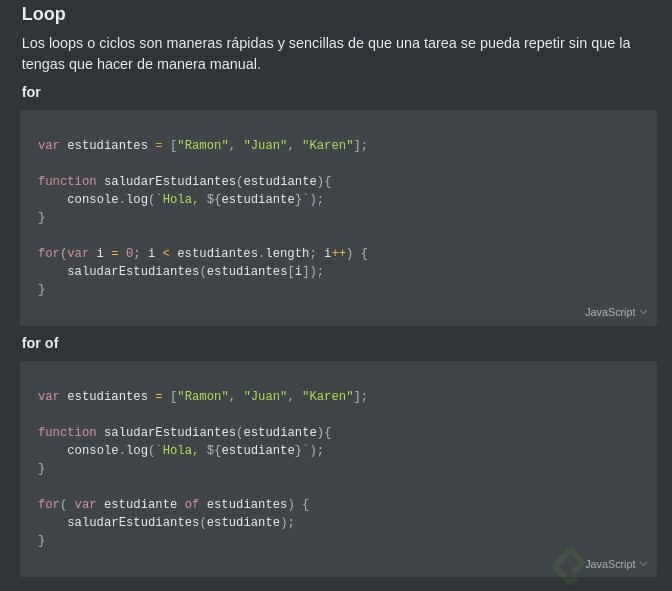 Loop
Los loops o ciclos son maneras rápidas y sencillas de que una tarea se pueda repetir sin que la
tengas que hacer de manera manual.
for
var estudiantes = ["Ramon", "Juan", "Karen"];
function saludarEstudiantes(estudiante){
    console.log(`Hola, ${estudiante}`);
}
for(var i = 0; i < estudiantes.length; i++) {
    saludarEstudiantes(estudiantes[i]);
}
JavaScript
for of
var estudiantes = ["Ramon", "Juan", "Karen"];
function saludarEstudiantes(estudiante){
    console.log(`Hola, ${estudiante}`);
}
for( var estudiante of estudiantes) {
    saludarEstudiantes(estudiante);
}
JavaScript